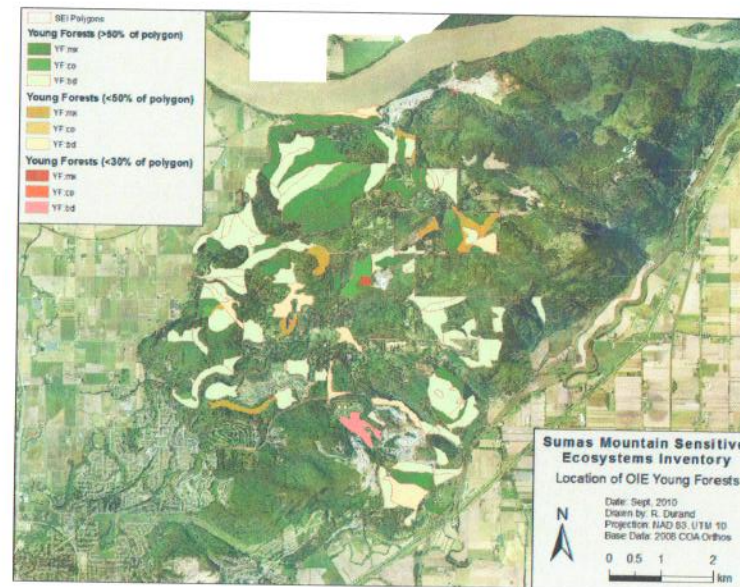 SEI Polygons
Young Forests (>50% of polygon)
YF:mx
YF:co
YF:bd
Young Forests (<50% of polygon)
YF:mx
YF:co
YF:bd
Young Forests (<30% of polygon)
YF:mx
YF:co
YF:bd
Sumas Mountain Sensitive
Ecosystems Inventory
Location of OIE Young Forests
Date: Sept, 2010
Drawn by: R. Durand
Projection: NAD 83, UTM 10
Base Data: 2008 COA Orthos
N
0 0.5 1 2
km